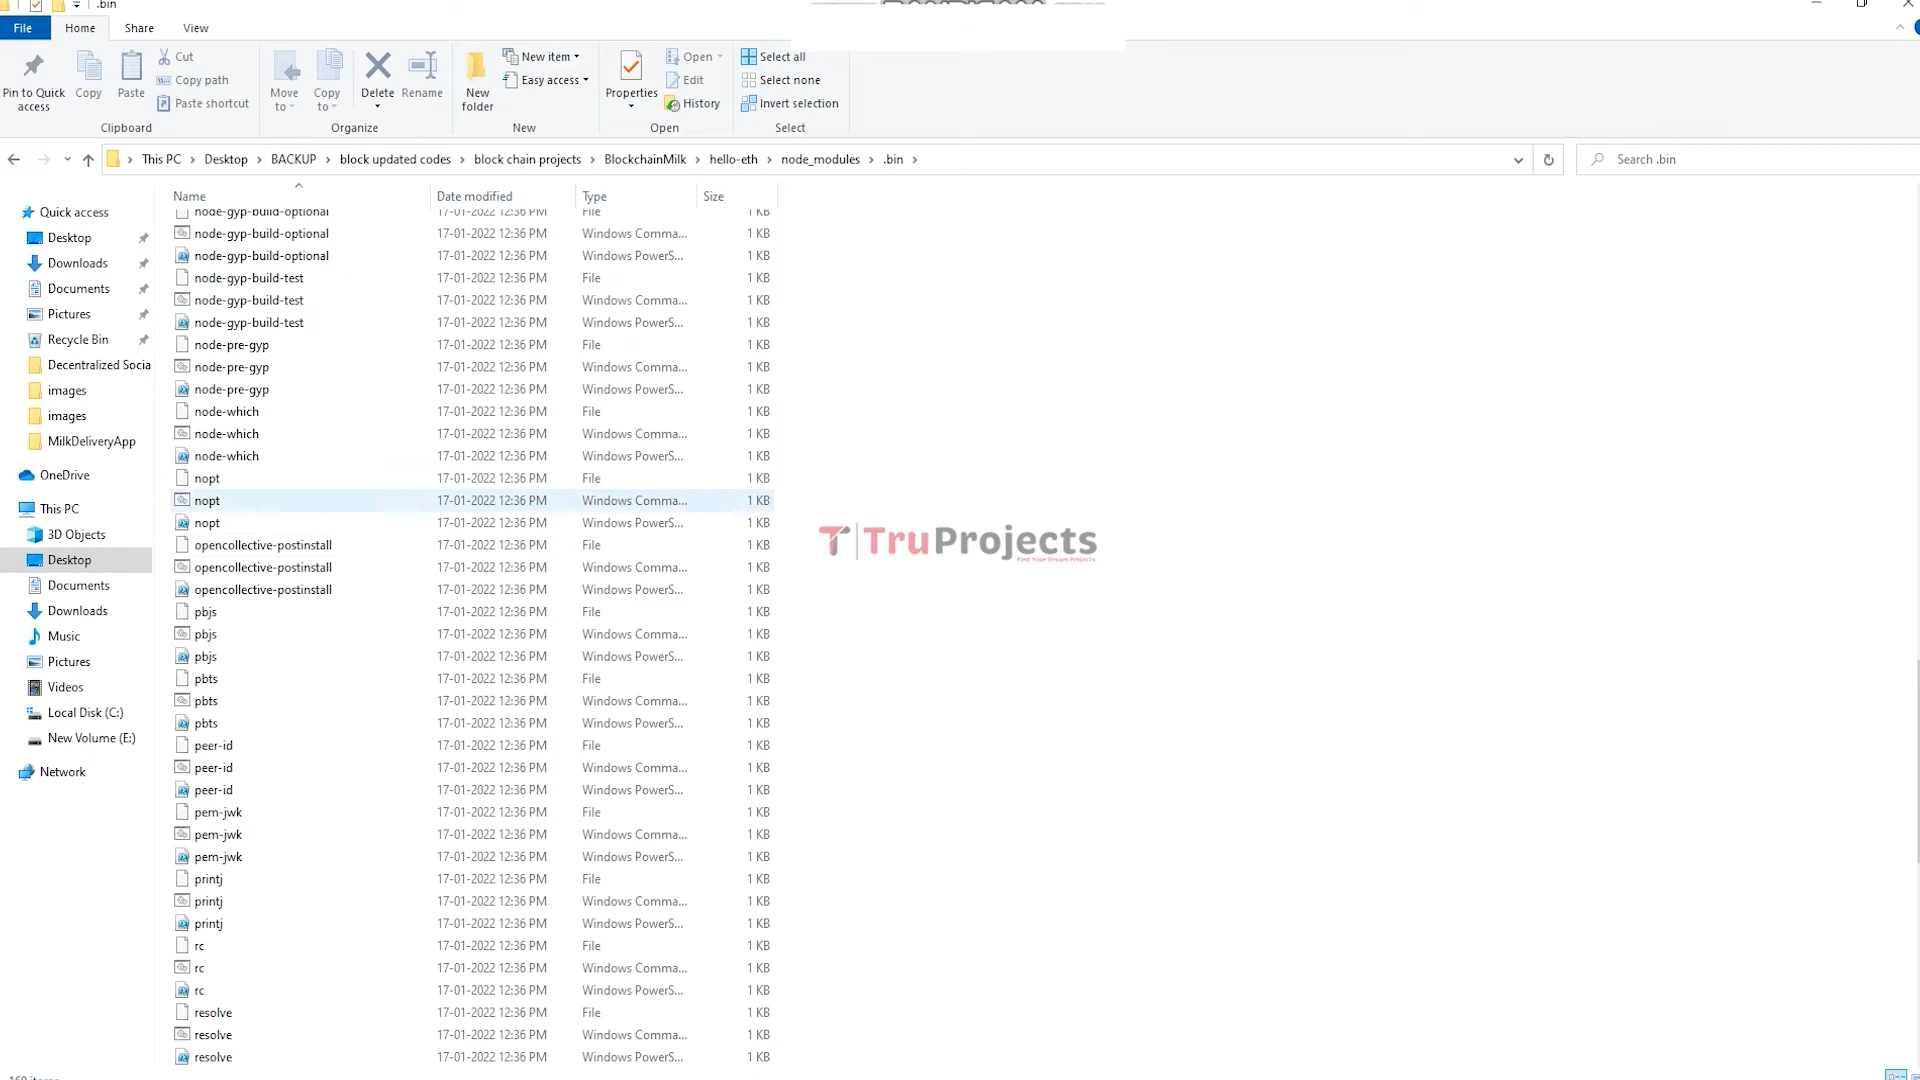 .bin
File Home Share View
Pin to Quick access
Copy
Paste
Cut
Copy path
Paste shortcut
Clipboard
Move to
Copy to
Delete
Rename
Organize
New folder
New item
Easy access
New
Properties
Open
Edit
History
Open
Select all
Select none
Invert selection
Select
This PC Desktop BACKUP block updated codes block chain projects BlockchainMilk hello-eth node_modules .bin
Search .bin
Quick access
Desktop
Downloads
Documents
Pictures
Recycle Bin
Decentralized Socia
images
images
MilkDeliveryApp
OneDrive
This PC
3D Objects
Desktop
Documents
Downloads
Music
Pictures
Videos
Local Disk (C:)
New Volume (E:)
Network
Name Date modified Type Size
node-gyp-build-optional 17-01-2022 12:36 PM File 1 KB
node-gyp-build-optional 17-01-2022 12:36 PM Windows Comma... 1 KB
node-gyp-build-optional 17-01-2022 12:36 PM Windows PowerS... 1 KB
node-gyp-build-test 17-01-2022 12:36 PM File 1 KB
node-gyp-build-test 17-01-2022 12:36 PM Windows Comma... 1 KB
node-gyp-build-test 17-01-2022 12:36 PM Windows PowerS... 1 KB
node-pre-gyp 17-01-2022 12:36 PM File 1 KB
node-pre-gyp 17-01-2022 12:36 PM Windows Comma... 1 KB
node-pre-gyp 17-01-2022 12:36 PM Windows PowerS... 1 KB
node-which 17-01-2022 12:36 PM File 1 KB
node-which 17-01-2022 12:36 PM Windows Comma... 1 KB
node-which 17-01-2022 12:36 PM Windows PowerS... 1 KB
nopt 17-01-2022 12:36 PM File 1 KB
nopt 17-01-2022 12:36 PM Windows Comma... 1 KB
nopt 17-01-2022 12:36 PM Windows PowerS... 1 KB
opencollective-postinstall 17-01-2022 12:36 PM File 1 KB
opencollective-postinstall 17-01-2022 12:36 PM Windows Comma... 1 KB
opencollective-postinstall 17-01-2022 12:36 PM Windows PowerS... 1 KB
pbjs 17-01-2022 12:36 PM File 1 KB
pbjs 17-01-2022 12:36 PM Windows Comma... 1 KB
pbjs 17-01-2022 12:36 PM Windows PowerS... 1 KB
pbts 17-01-2022 12:36 PM File 1 KB
pbts 17-01-2022 12:36 PM Windows Comma... 1 KB
pbts 17-01-2022 12:36 PM Windows PowerS... 1 KB
peer-id 17-01-2022 12:36 PM File 1 KB
peer-id 17-01-2022 12:36 PM Windows Comma... 1 KB
peer-id 17-01-2022 12:36 PM Windows PowerS... 1 KB
pem-jwk 17-01-2022 12:36 PM File 1 KB
pem-jwk 17-01-2022 12:36 PM Windows Comma... 1 KB
pem-jwk 17-01-2022 12:36 PM Windows PowerS... 1 KB
printj 17-01-2022 12:36 PM File 1 KB
printj 17-01-2022 12:36 PM Windows Comma... 1 KB
printj 17-01-2022 12:36 PM Windows PowerS... 1 KB
rc 17-01-2022 12:36 PM File 1 KB
rc 17-01-2022 12:36 PM Windows Comma... 1 KB
rc 17-01-2022 12:36 PM Windows PowerS... 1 KB
resolve 17-01-2022 12:36 PM File 1 KB
resolve 17-01-2022 12:36 PM Windows Comma... 1 KB
resolve 17-01-2022 12:36 PM Windows PowerS... 1 KB
TruProjects
Find Your Dream Projects